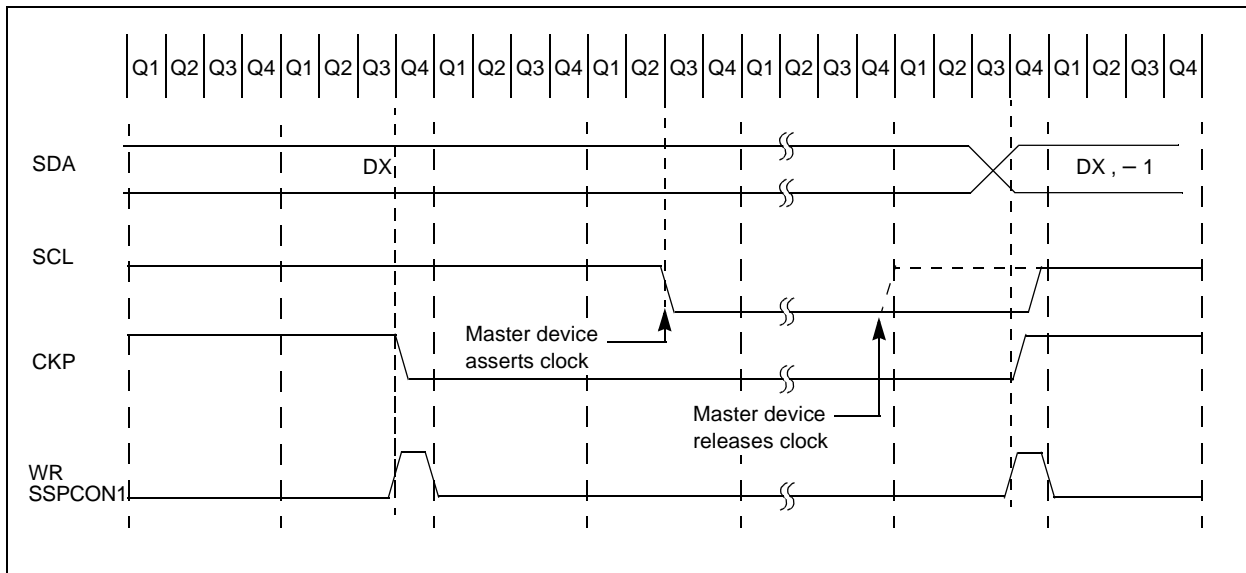 Q1 Q2 Q3 Q4 Q1 Q2 Q3 Q4 Q1 Q2 Q3 Q4 Q1 Q2 Q3 Q4 Q1 Q2 Q3 Q4 Q1 Q2 Q3 Q4 Q1 Q2 Q3 Q4
SDA
DX
DX , – 1
SCL
Master device
asserts clock
CKP
Master device
releases clock
WR
SSPCON1